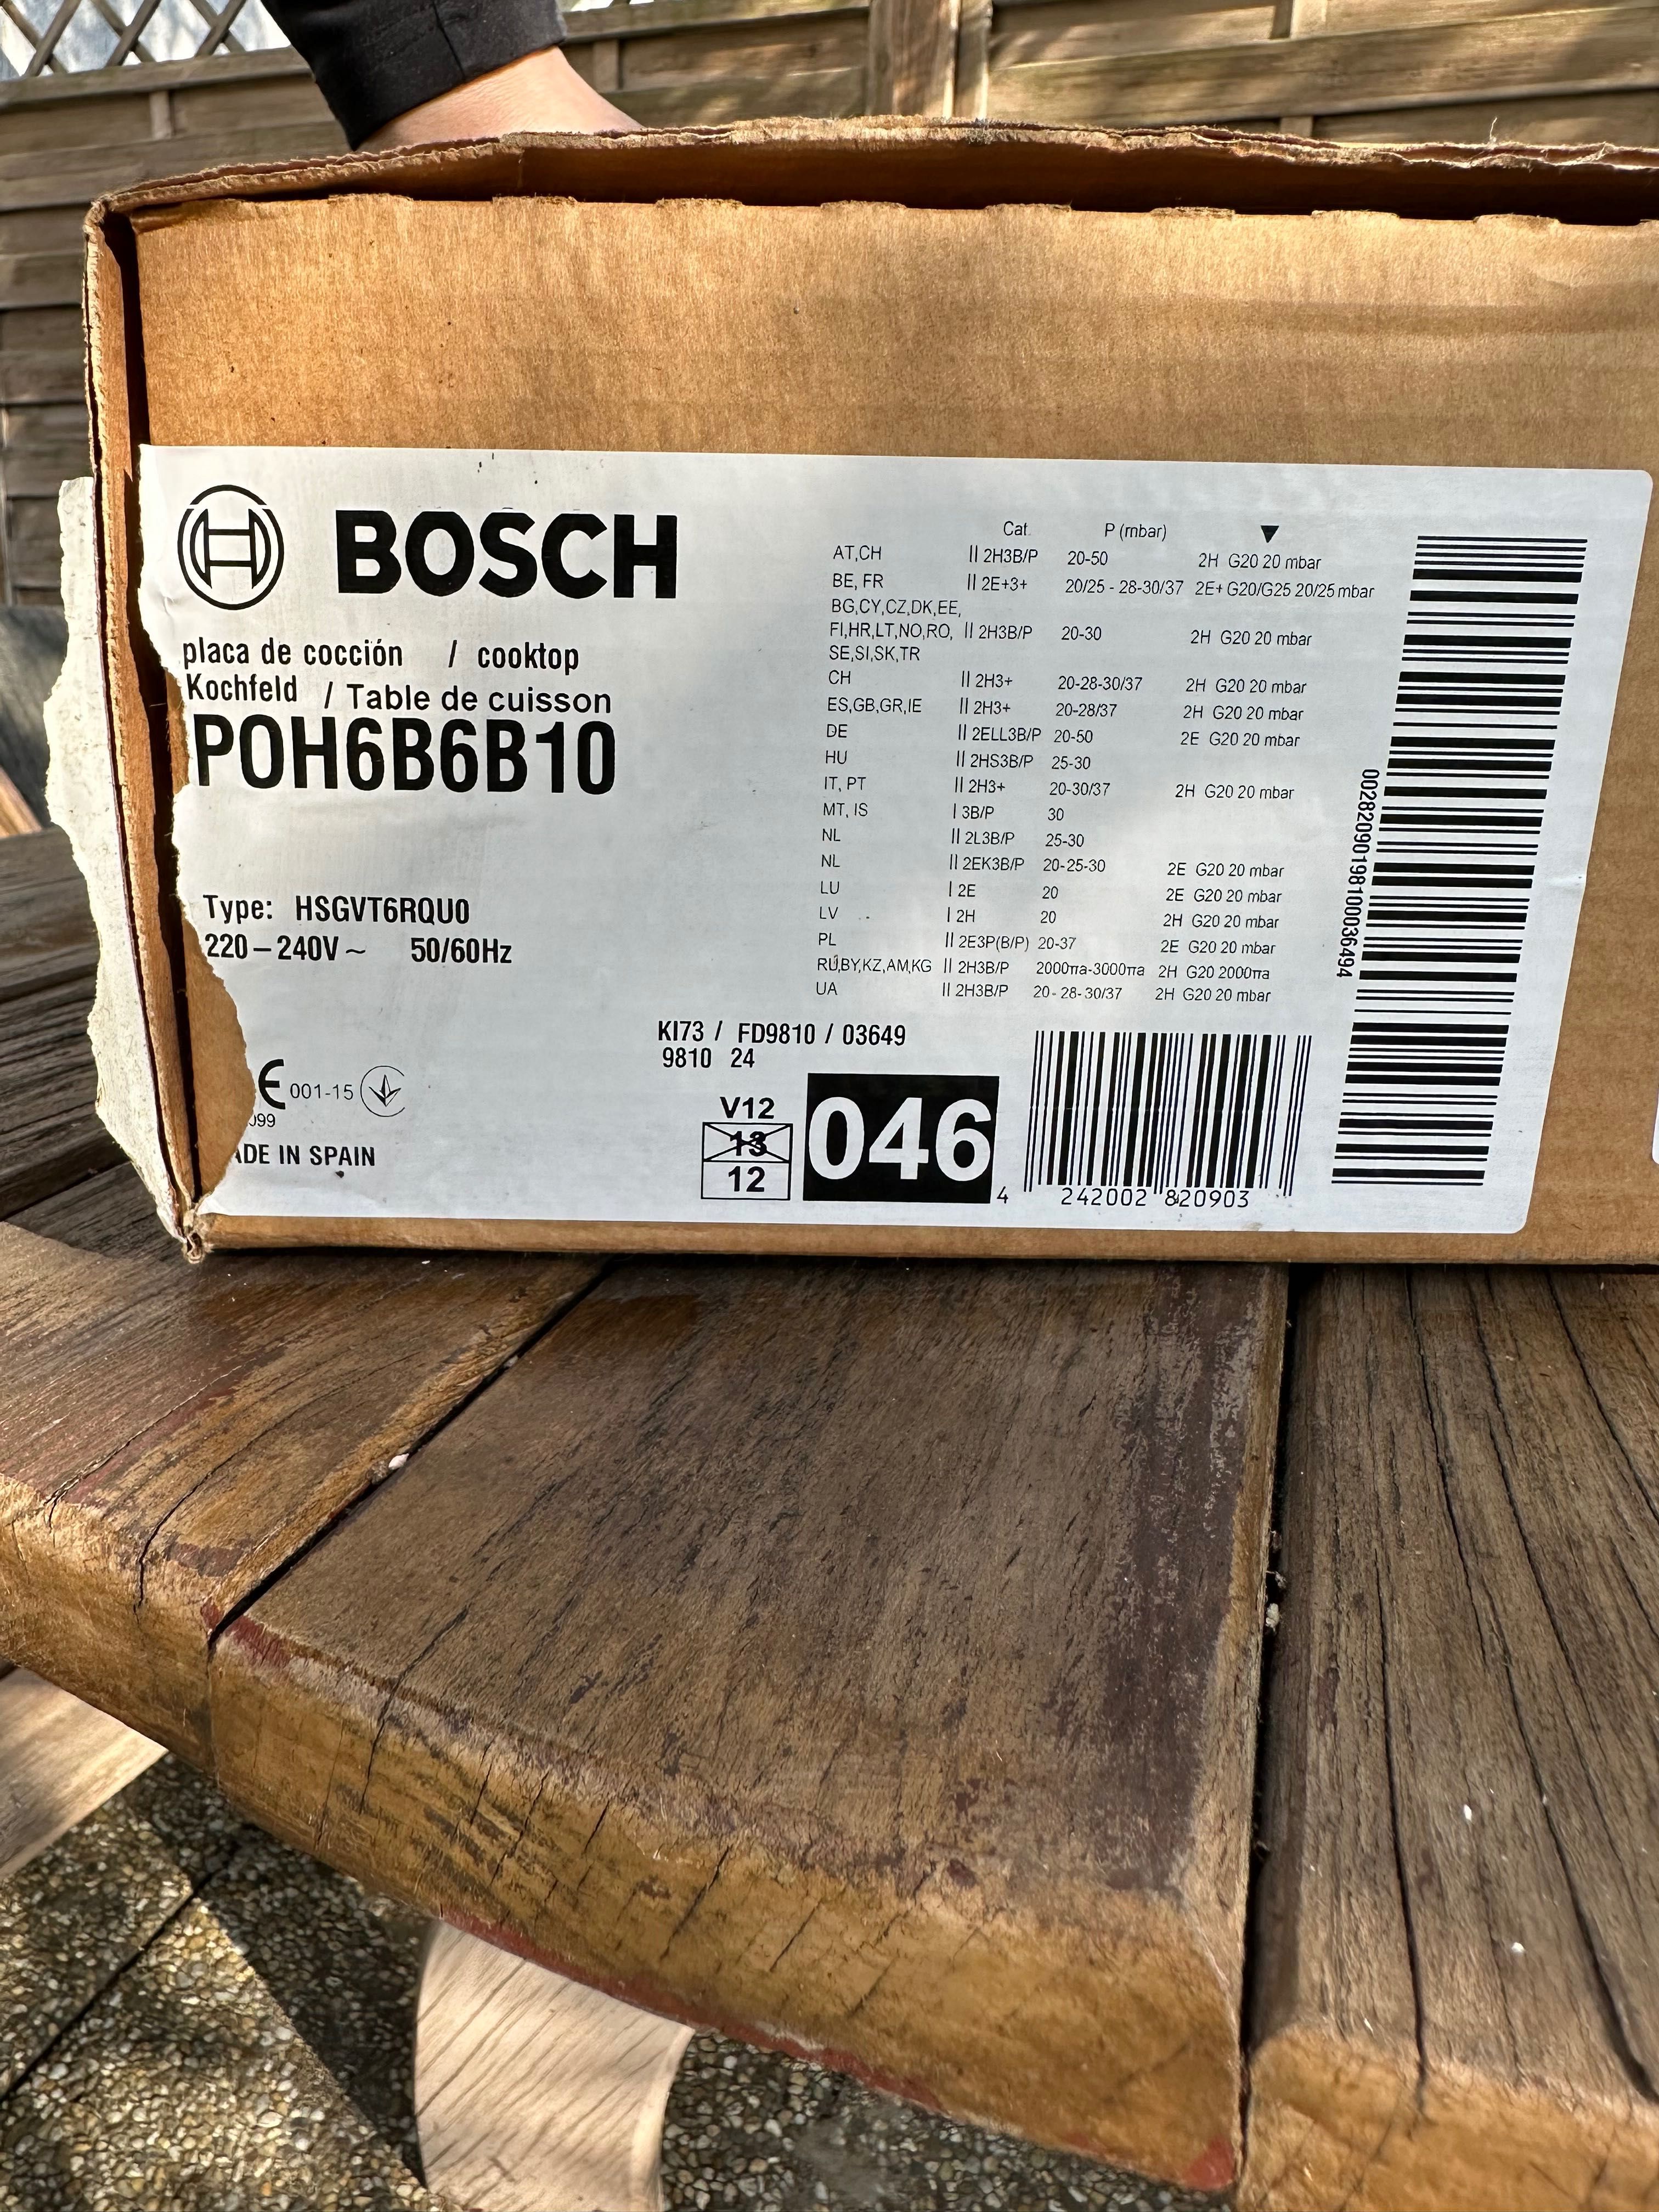 BOSCH
placa de cocción / cooktop
Kochfeld / Table de cuisson
POH6B6B10
Type: HSGVT6RQU0
220–240V~ 50/60Hz
Cat. P (mbar) ▼
AT,CH II 2H3B/P 20-50 2H G20 20 mbar
BE, FR II 2E+3+ 20/25 - 28-30/37 2E+ G20/G25 20/25 mbar
BG,CY,CZ,DK,EE,
FI,HR,LT,NO,RO, II 2H3B/P 20-30 2H G20 20 mbar
SE,SI,SK,TR
CH II 2H3+ 20-28-30/37 2H G20 20 mbar
ES,GB,GR,IE II 2H3+ 20-28/37 2H G20 20 mbar
DE II 2ELL3B/P 20-50 2E G20 20 mbar
HU II 2HS3B/P 25-30
IT, PT II 2H3+ 20-30/37 2H G20 20 mbar
MT, IS I 3B/P 30
NL II 2L3B/P 25-30
NL II 2EK3B/P 20-25-30 2E G20 20 mbar
LU I 2E 20 2E G20 20 mbar
LV I 2H 20 2H G20 20 mbar
PL II 2E3P(B/P) 20-37 2E G20 20 mbar
RU,BY,KZ,AM,KG II 2H3B/P 2000πa-3000πa 2H G20 2000πa
UA II 2H3B/P 20-28-30/37 2H G20 20 mbar
KI73 / FD9810 / 03649
9810 24
001-15
099
ADE IN SPAIN
V12
13
12
046
4 242002 820903
00282090198100036494